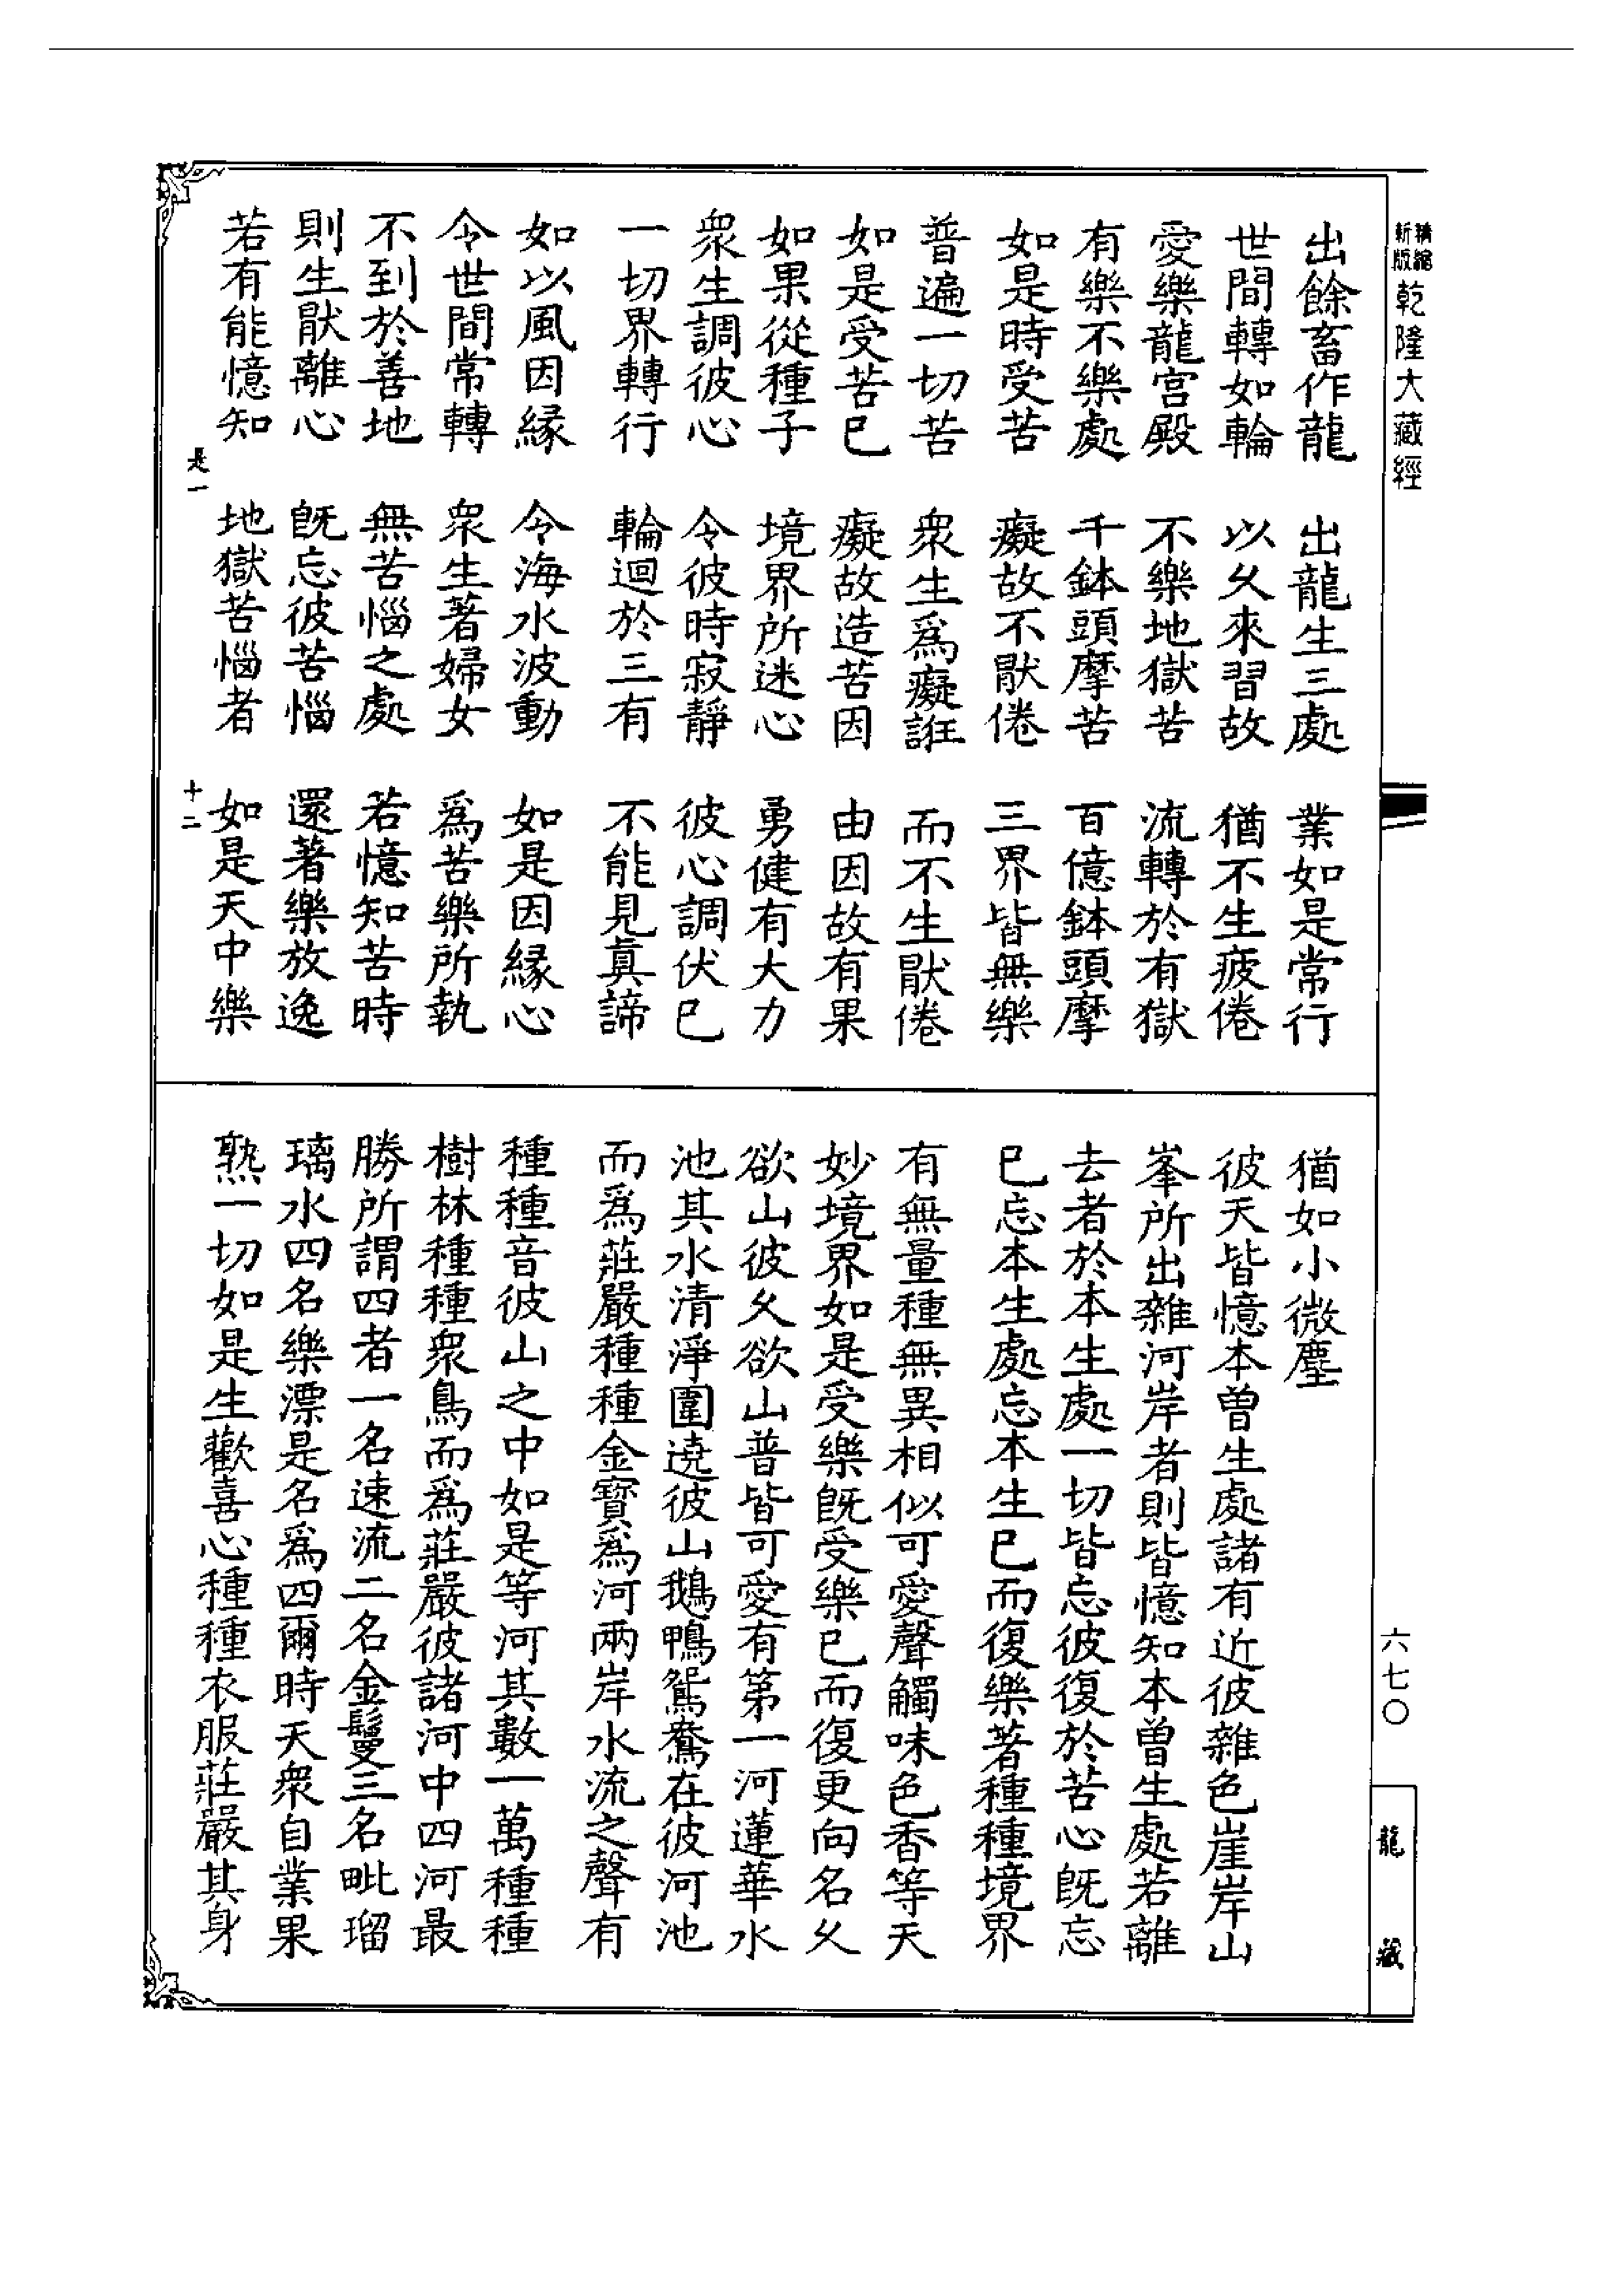 精縮新版乾隆大藏經
出餘畜作龍　出龍生三處　業如是常行
世間轉如輪　以久來習故　猶不生疲倦
愛樂龍宮殿　不樂地獄苦　流轉於有獄
有樂不樂處　千鉢頭摩苦　百億鉢頭摩
如是時受苦　癡故不厭倦　三界皆無樂
普遍一切苦　衆生爲癡誑　而不生厭倦
如是受苦已　癡故造苦因　由因故有果
如果從種子　境界所迷心　勇健有大力
衆生調彼心　令彼時寂靜　彼心調伏已
一切界轉行　輪迴於三有　不能見真諦
如以風因緣　令海水波動　如是因緣心
令世間常轉　衆生著婦女　爲苦樂所執
不到於善地　無苦惱之處　若憶知苦時
則生厭離心　既忘彼苦惱　還著樂放逸
若有能憶知　地獄苦惱者　如是天中樂
是一　十二
猶如小微塵
彼天皆憶本曾生處諸有近彼雜色崖岸山
峯所出雜河岸者則皆憶知本曾生處若離
去者於本生處一切皆忘彼復於苦心既忘
已忘本生處忘本生已而復樂著種種境界
有無量種無異相似可愛聲觸味色香等天
妙境界如是受樂既受樂已而復更向名久
欲山彼久欲山普皆可愛有第一河蓮華水
池其水清淨圍遶彼山鵝鴨鴛鴦在彼河池
而爲莊嚴種種金寶爲河兩岸水流之聲有
種種音彼山之中如是等河其數一萬種種
樹林種種衆鳥而爲莊嚴彼諸河中四河最
勝所謂四者一名速流二名金鬘三名毗瑠
璃水四名樂漂是名爲四爾時天衆自業果
熟一切如是生歡喜心種種衣服莊嚴其身
六七〇
龍藏